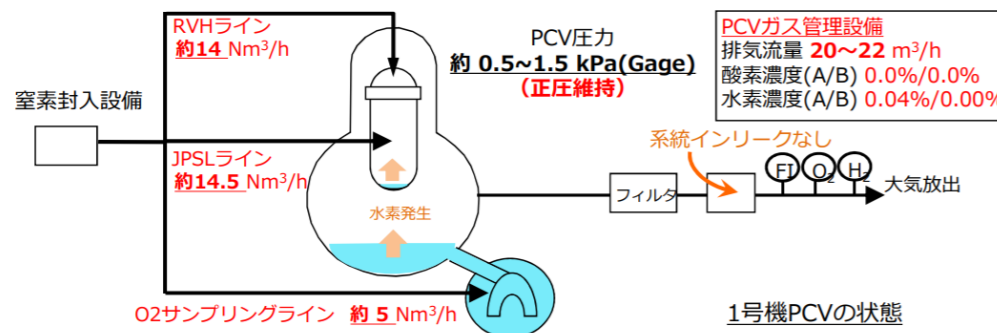 RVHライン
約14 Nm³/h
PCV圧力
約 0.5~1.5 kPa(Gage)
(正圧維持)
PCVガス管理設備
排気流量 20~22 m³/h
酸素濃度(A/B) 0.0%/0.0%
水素濃度(A/B) 0.04%/0.00%
窒素封入設備
系統インリークなし
JPSLライン
約14.5 Nm³/h
FI
O₂
H₂
大気放出
フィルタ
水素発生
O2サンプリングライン 約 5 Nm³/h
1号機PCVの状態